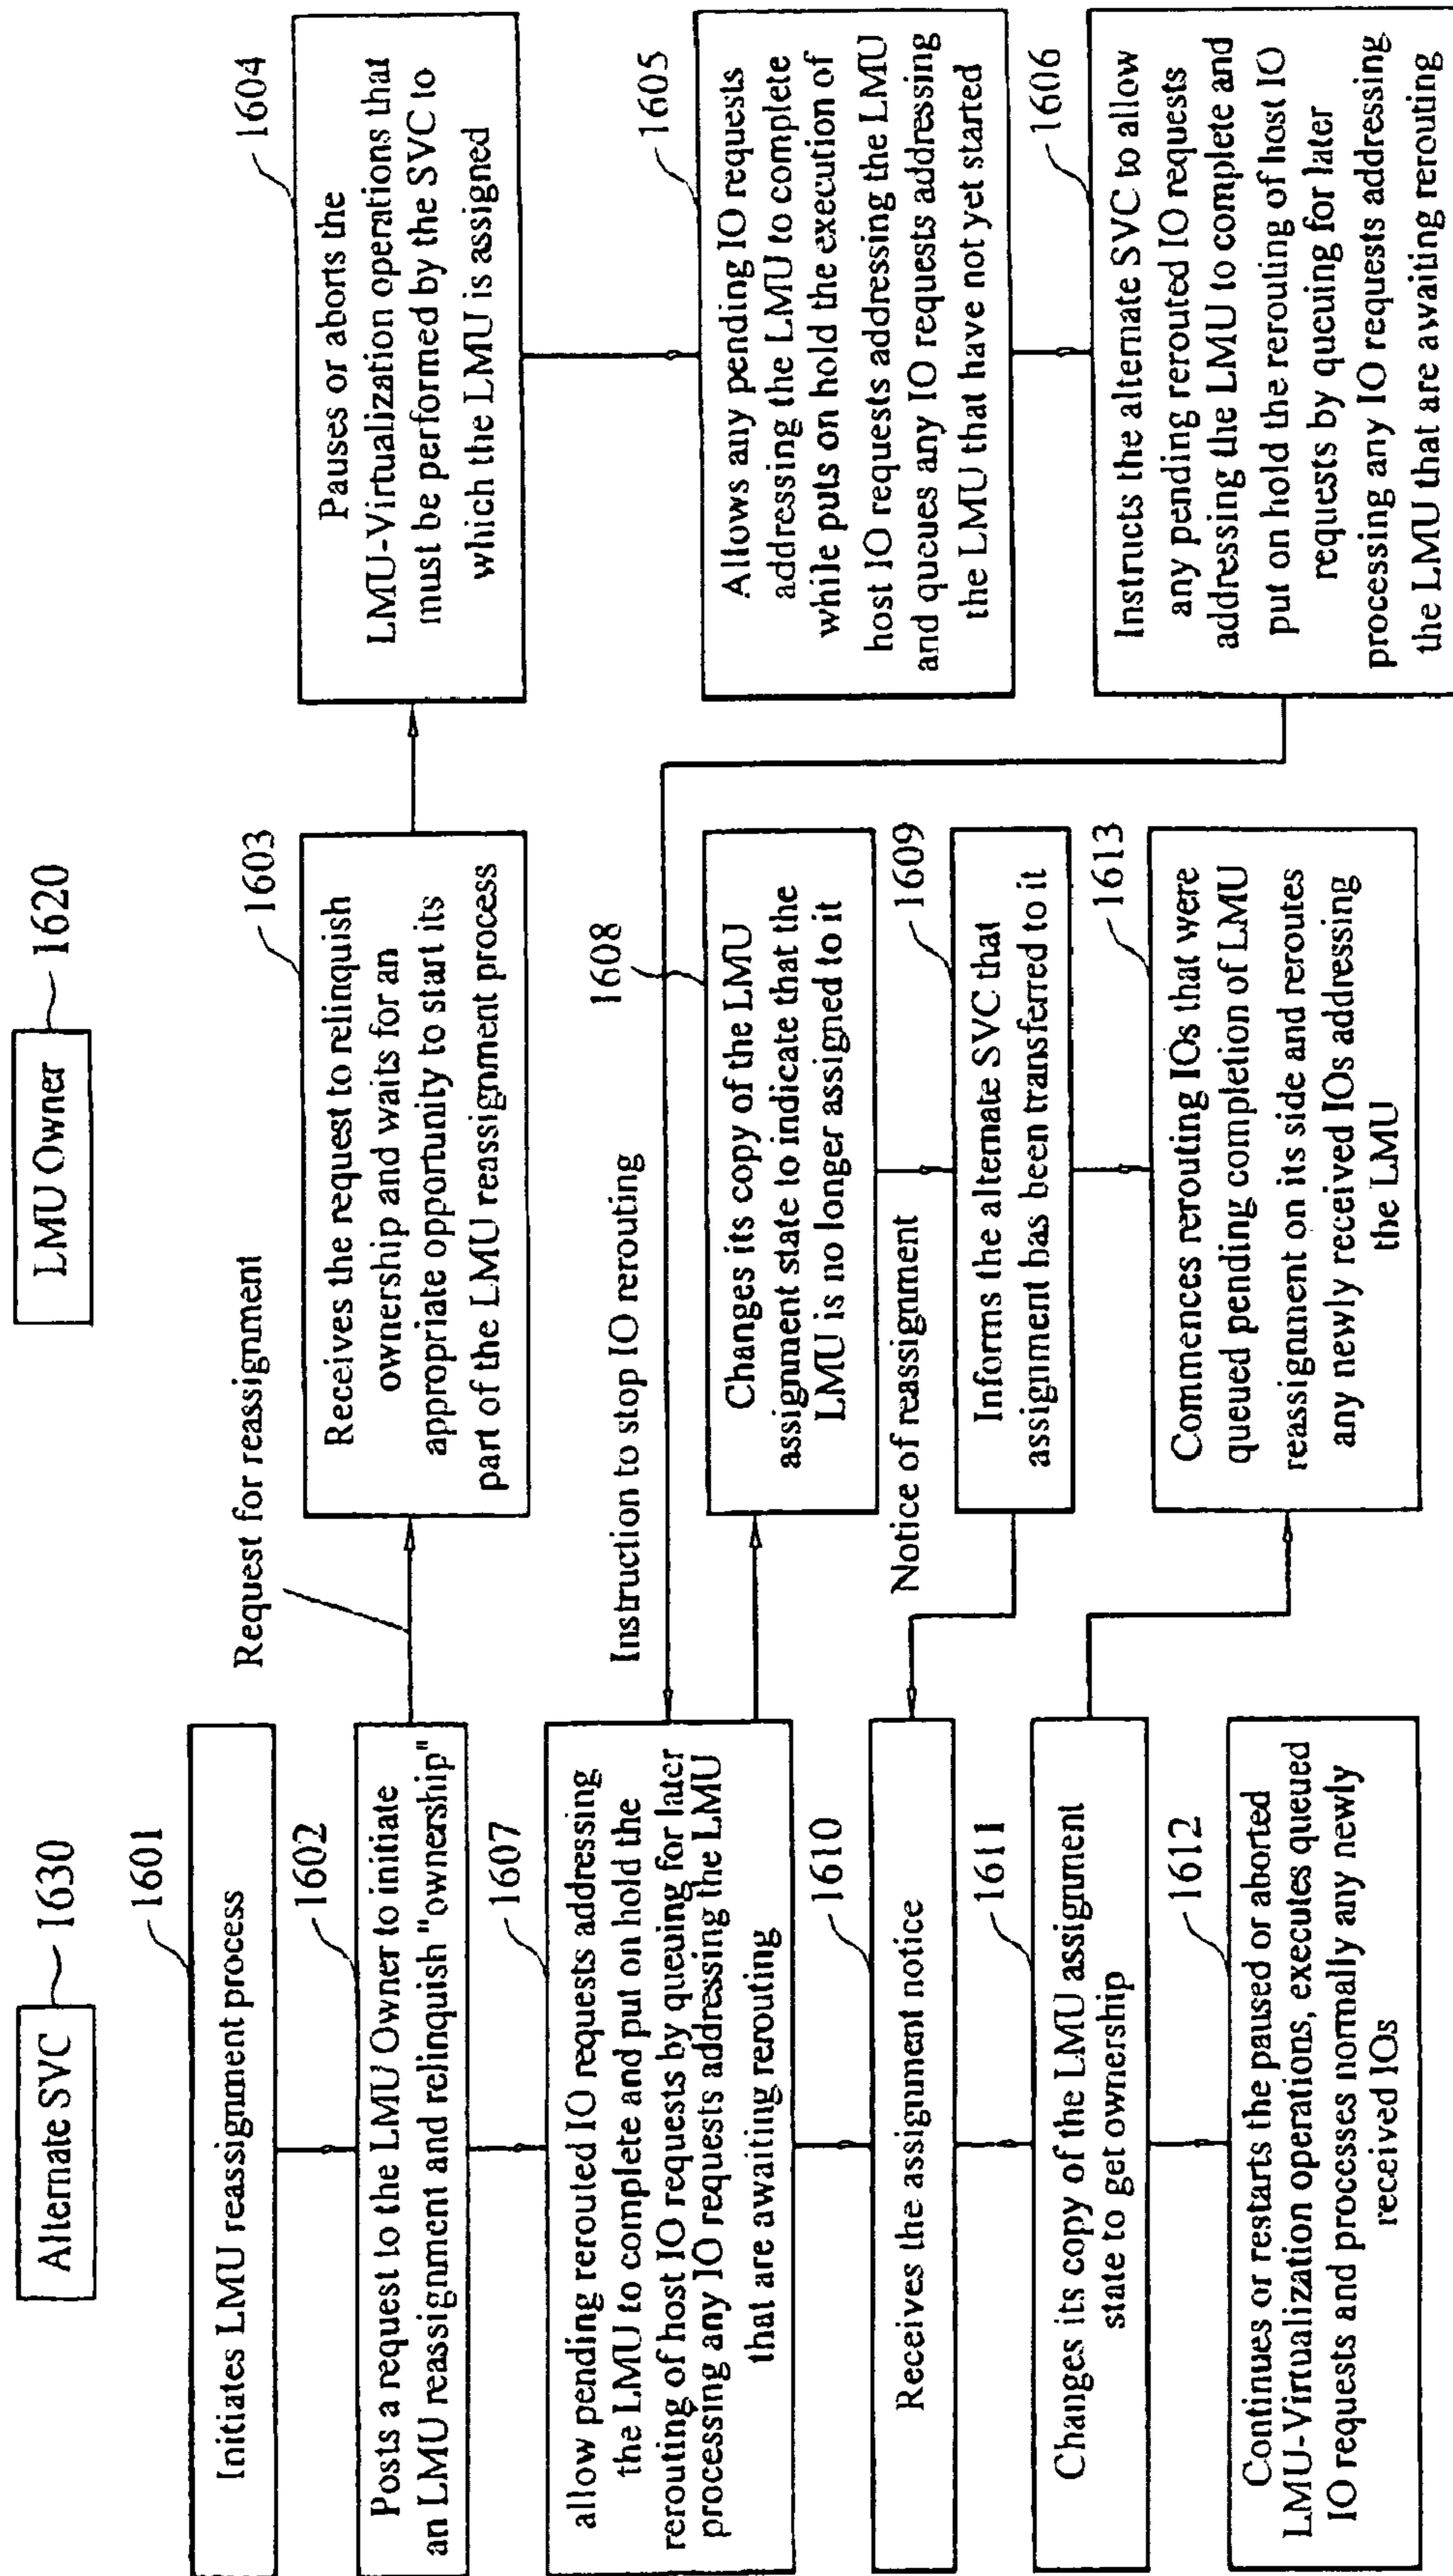 Alternate SVC
1630
LMU Owner
1620
1601
Initiates LMU reassignment process
1602
Posts a request to the LMU Owner to initiate
an LMU reassignment and relinquish "ownership"
Request for reassignment
1603
Receives the request to relinquish
ownership and waits for an
appropriate opportunity to start its
part of the LMU reassignment process
1604
Pauses or aborts the
LMU-Virtualization operations that
must be performed by the SVC to
which the LMU is assigned
1605
Allows any pending IO requests
addressing the LMU to complete
while puts on hold the execution of
host IO requests addressing the LMU
and queues any IO requests addressing
the LMU that have not yet started
1606
Instructs the alternate SVC to allow
any pending rerouted IO requests
addressing the LMU to complete and
put on hold the rerouting of host IO
requests by queuing for later
processing any IO requests addressing
the LMU that are awaiting rerouting
Instruction to stop IO rerouting
1607
allow pending rerouted IO requests addressing
the LMU to complete and put on hold the
rerouting of host IO requests by queuing for later
processing any IO requests addressing the LMU
that are awaiting rerouting
1608
Changes its copy of the LMU
assignment state to indicate that the
LMU is no longer assigned to it
1609
Informs the alternate SVC that
assignment has been transferred to it
Notice of reassignment
1610
Receives the assignment notice
1611
Changes its copy of the LMU assignment
state to get ownership
1612
Continues or restarts the paused or aborted
LMU-Virtualization operations, executes queued
IO requests and processes normally any newly
received IOs
1613
Commences rerouting IOs that were
queued pending completion of LMU
reassignment on its side and reroutes
any newly received IOs addressing
the LMU